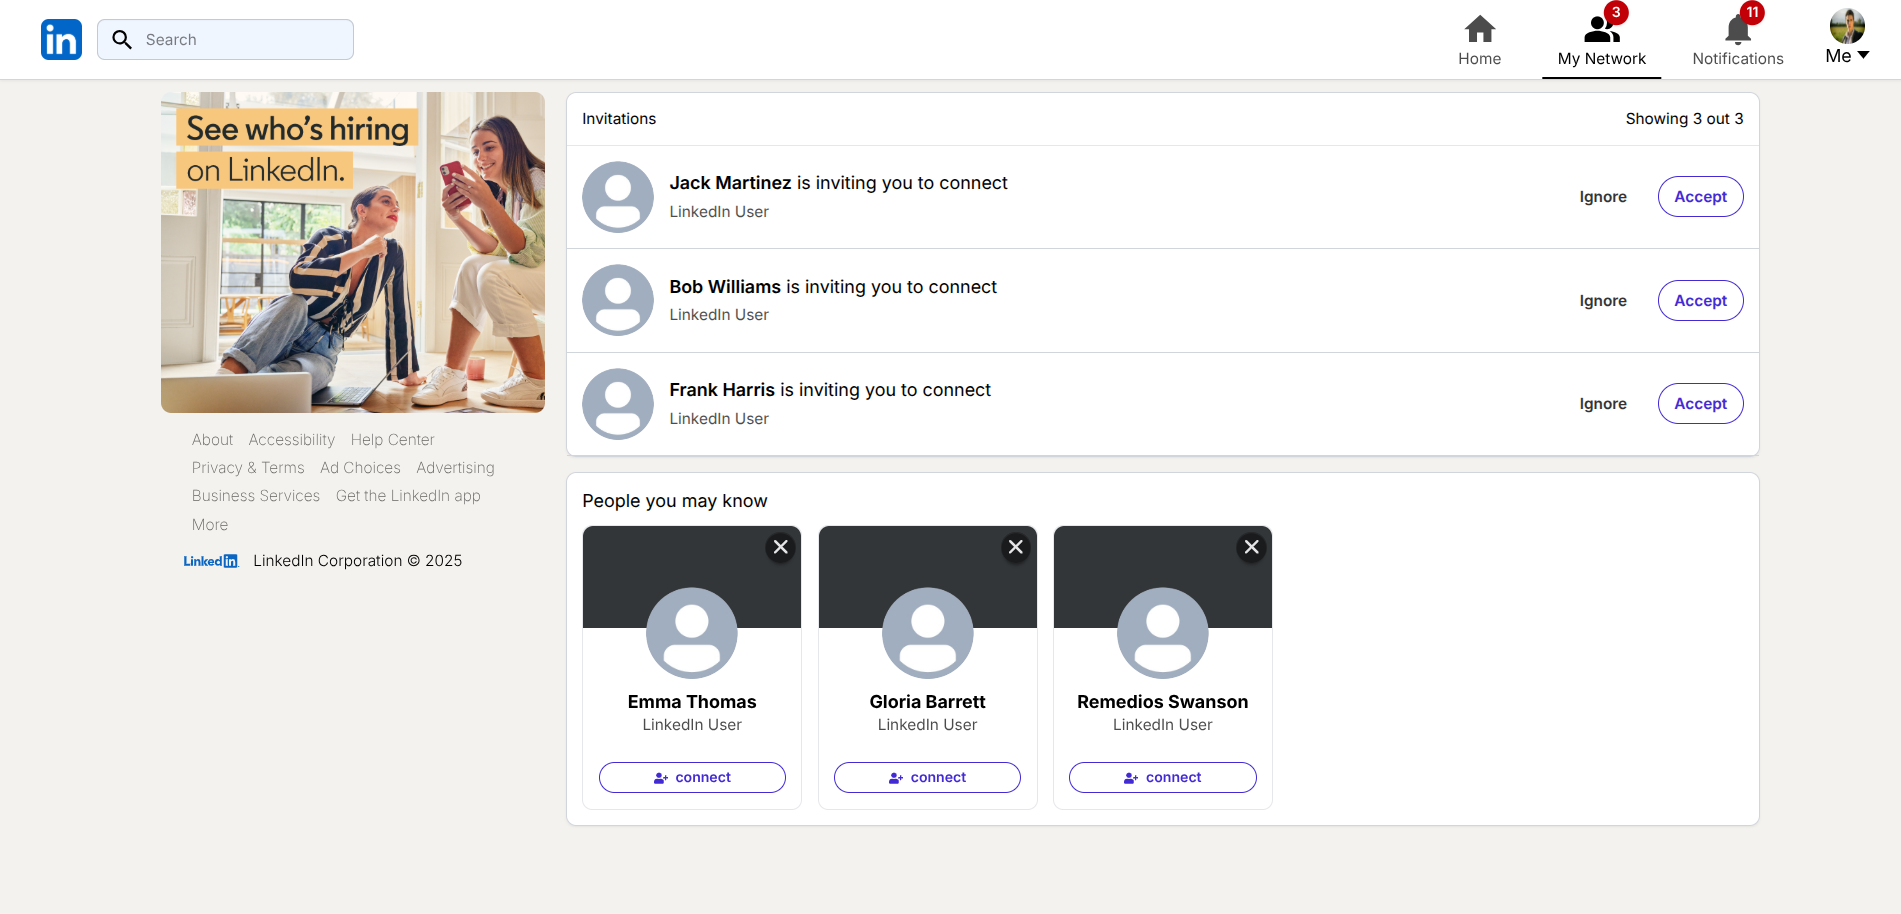 in
Search
Home
3
My Network
11
Notifications
Me
See who's hiring
on LinkedIn.
About Accessibility Help Center
Privacy & Terms Ad Choices Advertising
Business Services Get the LinkedIn app
More
LinkedIn LinkedIn Corporation © 2025
Invitations
Showing 3 out 3
Jack Martinez is inviting you to connect
LinkedIn User
Ignore
Accept
Bob Williams is inviting you to connect
LinkedIn User
Ignore
Accept
Frank Harris is inviting you to connect
LinkedIn User
Ignore
Accept
People you may know
Emma Thomas
LinkedIn User
connect
Gloria Barrett
LinkedIn User
connect
Remedios Swanson
LinkedIn User
connect